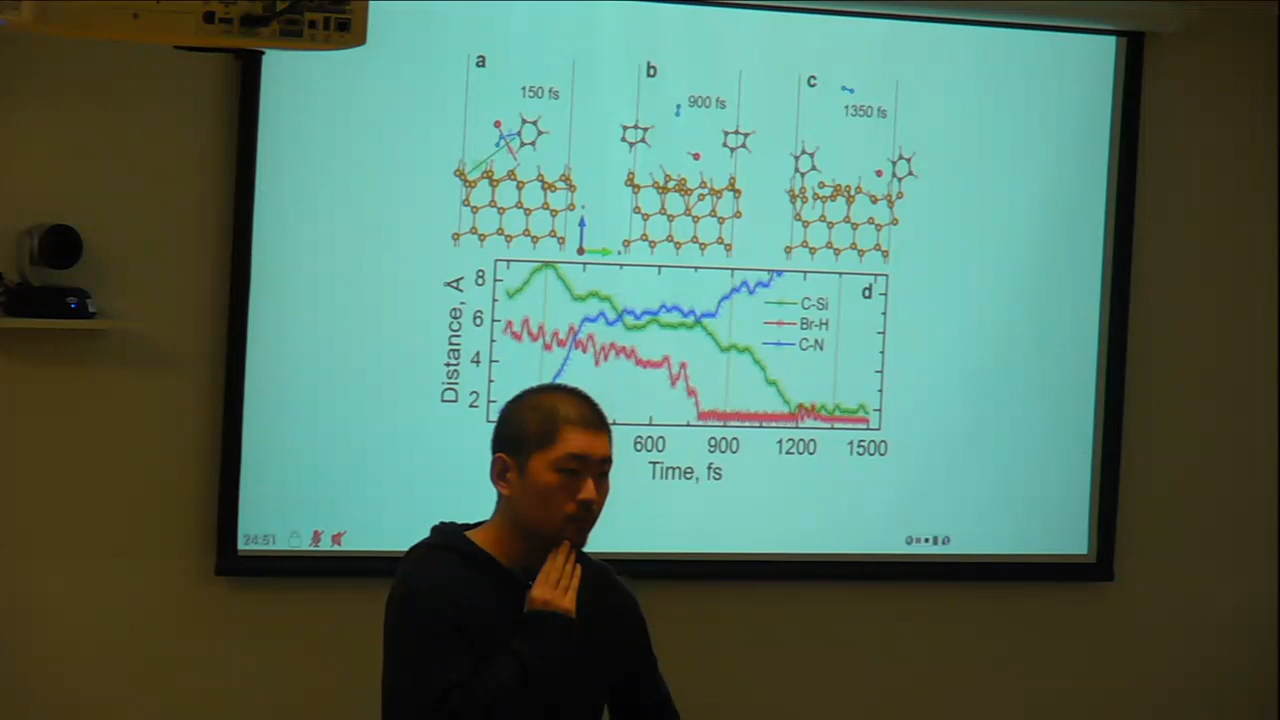 a
b
c
150 fs
900 fs
1350 fs
d
Distance, Å
8
6
4
2
C-Si
Br-H
C-N
600 900 1200 1500
Time, fs
24:51